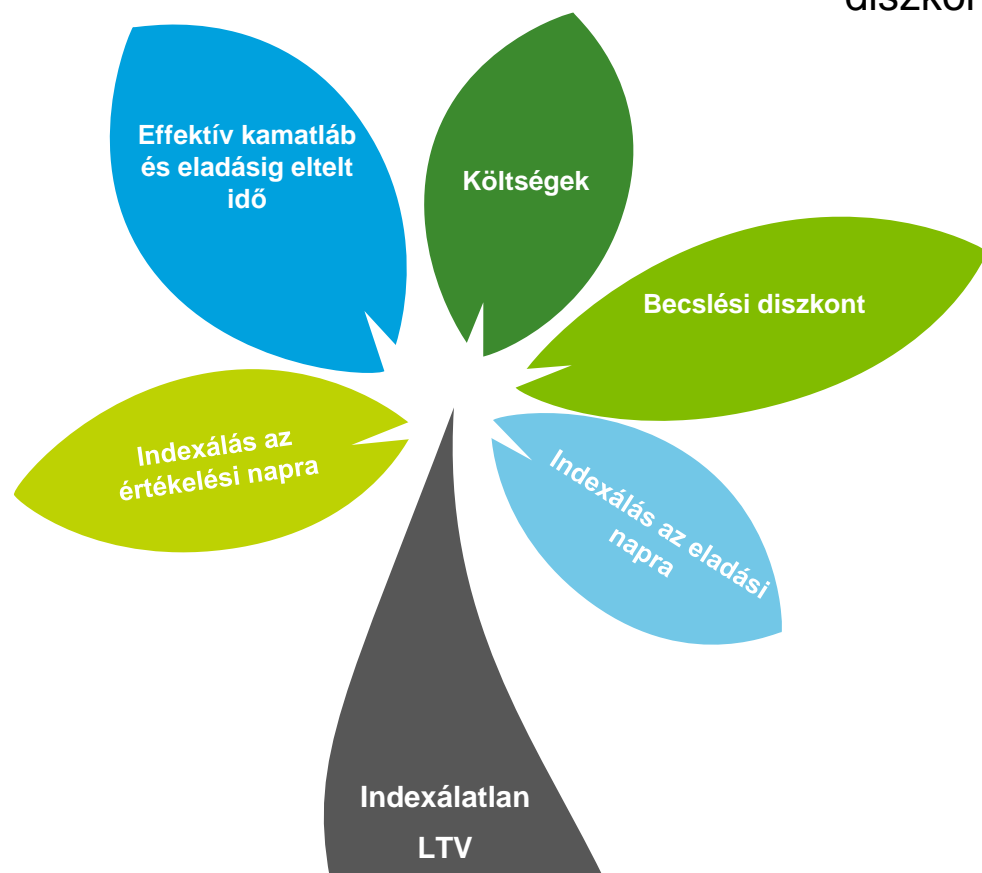 Effektív kamatláb
és eladásig eltelt
idő
Költségek
Becslési diszkont
Indexálás az
értékelési napra
Indexálás az eladási
napra
Indexálatlan
LTV